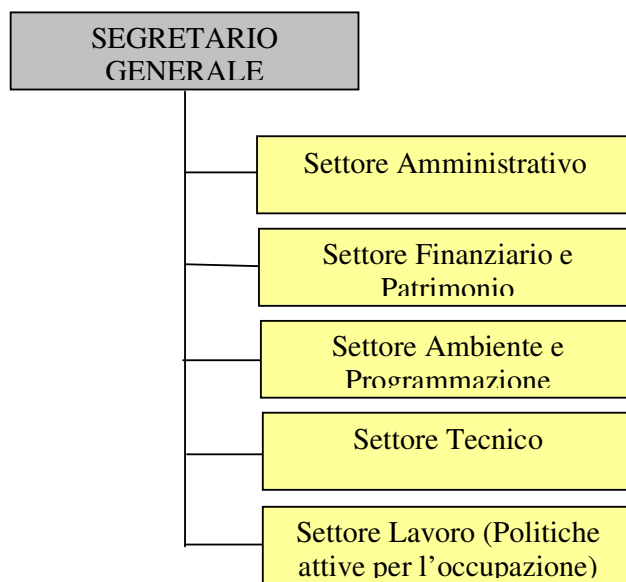 SEGRETARIO
GENERALE
Settore Amministrativo
Settore Finanziario e
Patrimonio
Settore Ambiente e
Programmazione
Settore Tecnico
Settore Lavoro (Politiche
attive per l’occupazione)